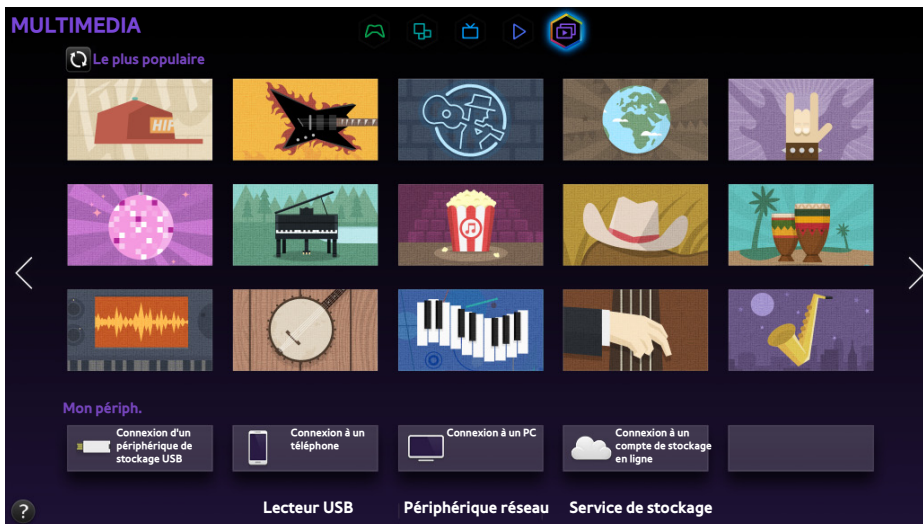 MULTIMEDIA
Le plus populaire
HIP
Mon périph.
Connexion d'un
périphérique de
stockage USB
Connexion à un
téléphone
Connexion à un PC
Connexion à un
compte de stockage
en ligne
?
Lecteur USB
Périphérique réseau
Service de stockage